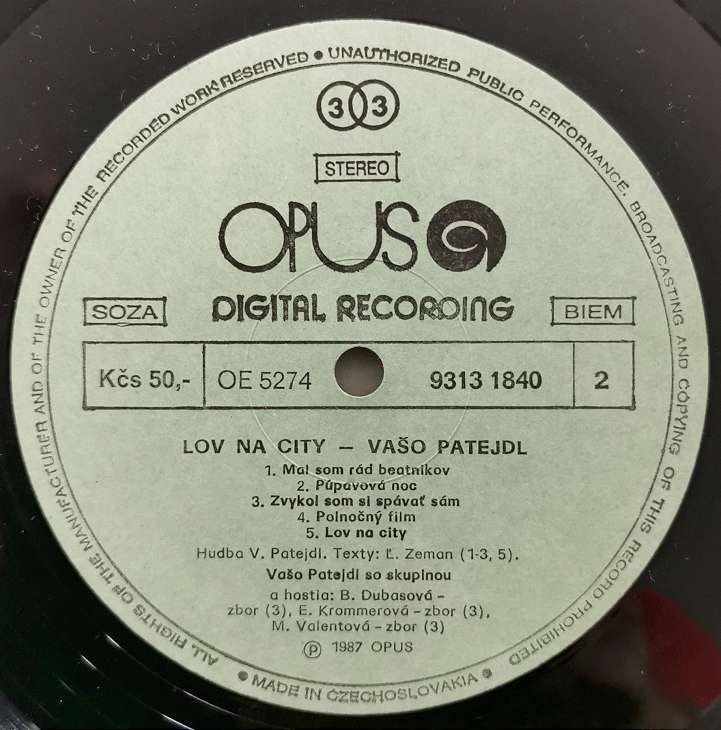 ALL RIGHTS OF THE MANUFACTURER AND OF THE OWNER OF THE RECORDED WORK RESERVED • UNAUTHORIZED PUBLIC PERFORMANCE, BROADCASTING AND COPYING OF THIS RECORD PROHIBITED
33
STEREO
OPUS
SOZA
DIGITAL RECORDING
BIEM
Kčs 50,-
OE 5274
9313 1840
2
LOV NA CITY – VAŠO PATEJDL
1. Mal som rád beatnikov
2. Púpavová noc
3. Zvykol som si spávať sám
4. Polnočný film
5. Lov na city
Hudba V. Patejdl. Texty: Ľ. Zeman (1-3, 5).
Vašo Patejdl so skupinou
a hostia: B. Dubasová –
zbor (3), E. Krommerová – zbor (3),
M. Valentová – zbor (3)
Ⓟ 1987 OPUS
• MADE IN CZECHOSLOVAKIA •